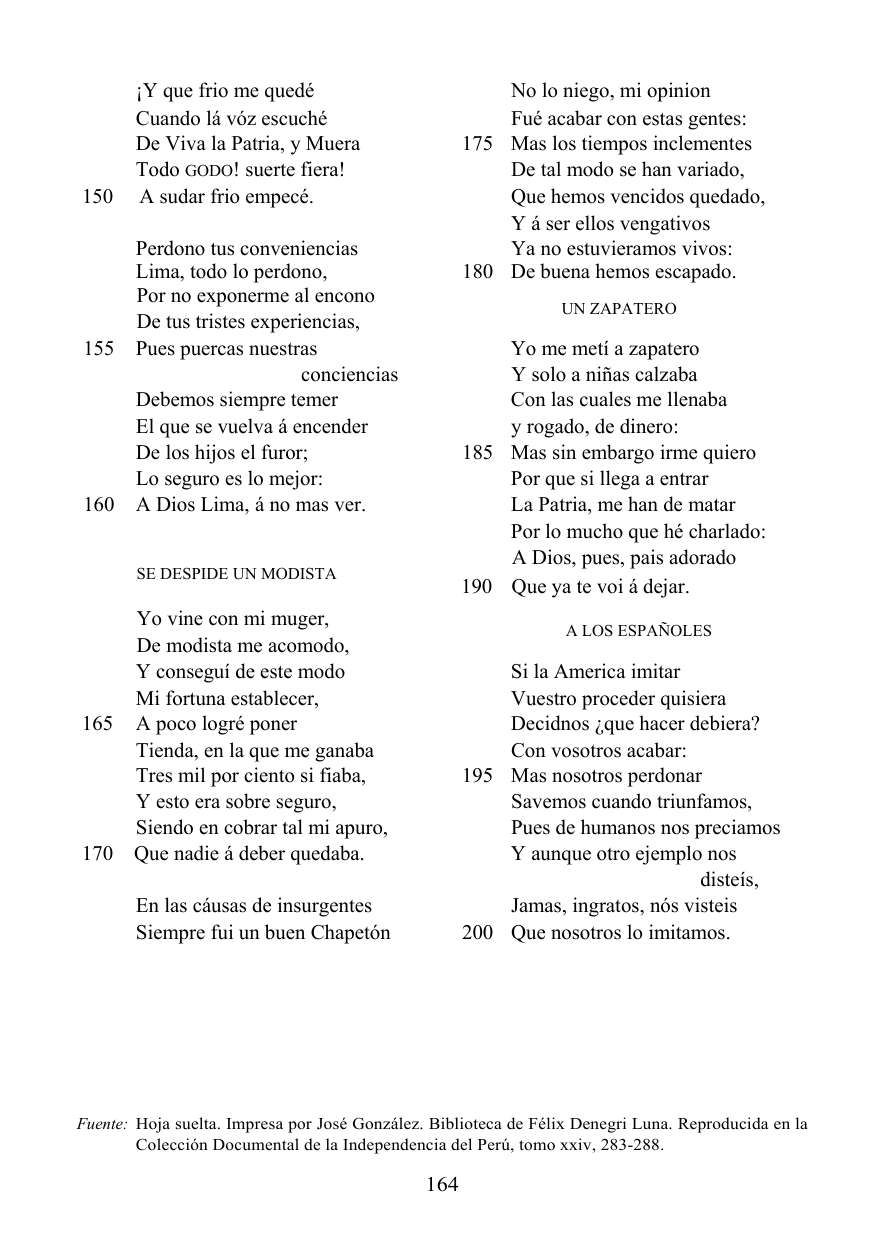 ¡Y que frio me quedé
Cuando lá vóz escuché
De Viva la Patria, y Muera
Todo GODO! suerte fiera!
150 A sudar frio empecé.
Perdono tus conveniencias
Lima, todo lo perdono,
Por no exponerme al encono
De tus tristes experiencias,
155 Pues puercas nuestras
conciencias
Debemos siempre temer
El que se vuelva á encender
De los hijos el furor;
Lo seguro es lo mejor:
160 A Dios Lima, á no mas ver.
SE DESPIDE UN MODISTA
Yo vine con mi muger,
De modista me acomodo,
Y conseguí de este modo
Mi fortuna establecer,
165 A poco logré poner
Tienda, en la que me ganaba
Tres mil por ciento si fiaba,
Y esto era sobre seguro,
Siendo en cobrar tal mi apuro,
170 Que nadie á deber quedaba.
En las cáusas de insurgentes
Siempre fui un buen Chapetón
No lo niego, mi opinion
Fué acabar con estas gentes:
175 Mas los tiempos inclementes
De tal modo se han variado,
Que hemos vencidos quedado,
Y á ser ellos vengativos
Ya no estuvieramos vivos:
180 De buena hemos escapado.
UN ZAPATERO
Yo me metí a zapatero
Y solo a niñas calzaba
Con las cuales me llenaba
y rogado, de dinero:
185 Mas sin embargo irme quiero
Por que si llega a entrar
La Patria, me han de matar
Por lo mucho que hé charlado:
A Dios, pues, pais adorado
190 Que ya te voi á dejar.
A LOS ESPAÑOLES
Si la America imitar
Vuestro proceder quisiera
Decidnos ¿que hacer debiera?
Con vosotros acabar:
195 Mas nosotros perdonar
Savemos cuando triunfamos,
Pues de humanos nos preciamos
Y aunque otro ejemplo nos
disteís,
Jamas, ingratos, nós visteis
200 Que nosotros lo imitamos.
Fuente: Hoja suelta. Impresa por José González. Biblioteca de Félix Denegri Luna. Reproducida en la
Colección Documental de la Independencia del Perú, tomo xxiv, 283-288.
164